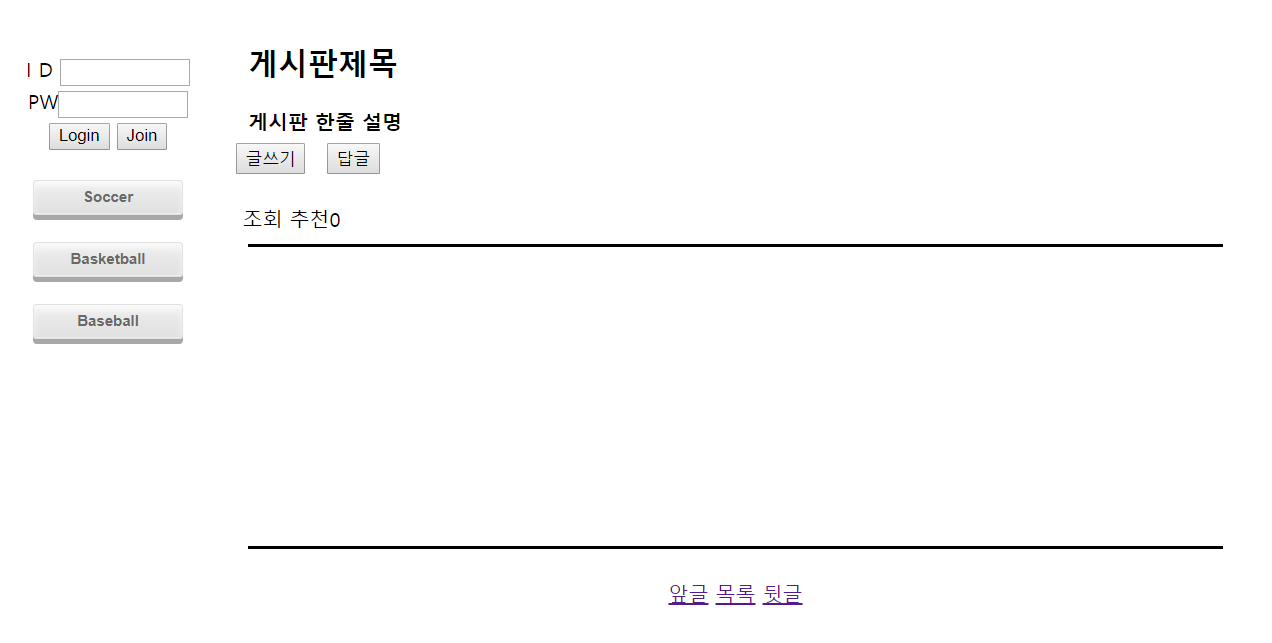 I D
PW
Login Join
Soccer
Basketball
Baseball
게시판제목
게시판 한줄 설명
글쓰기 답글
조회 추천0
앞글 목록 뒷글